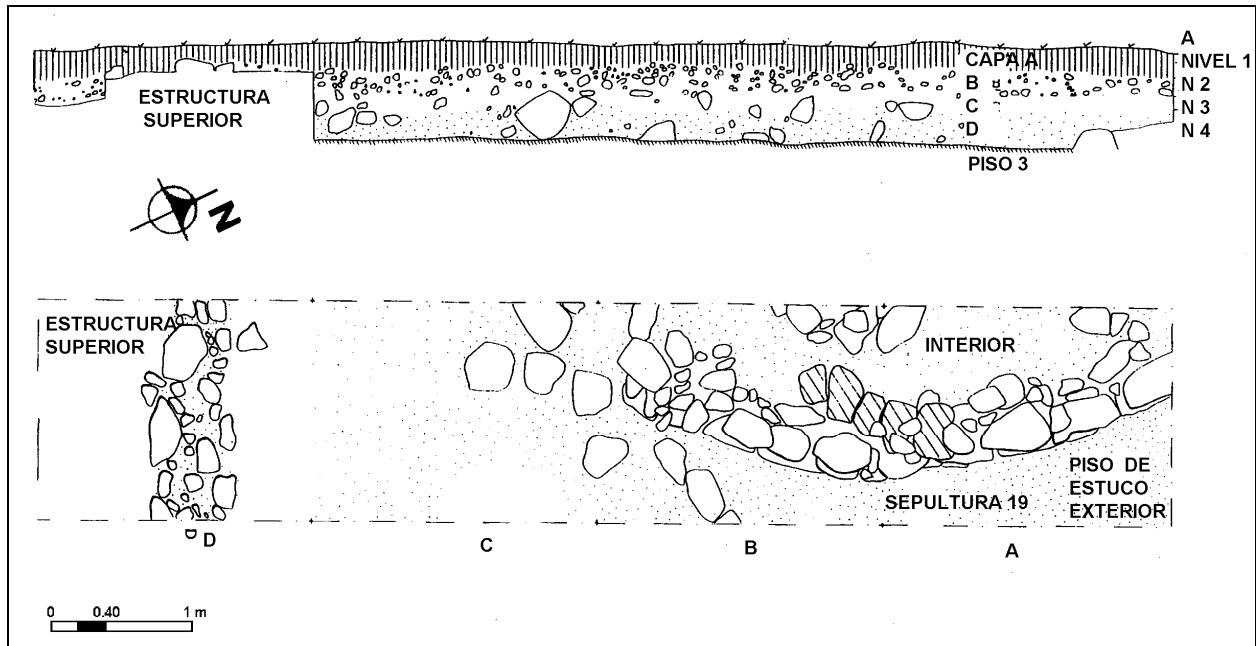 A
CAPA A NIVEL 1
B N 2
C N 3
D N 4
PISO 3
ESTRUCTURA
SUPERIOR
N
ESTRUCTURA
SUPERIOR
INTERIOR
PISO DE
ESTUCO
EXTERIOR
SEPULTURA 19
D C B A
0 0.40 1 m